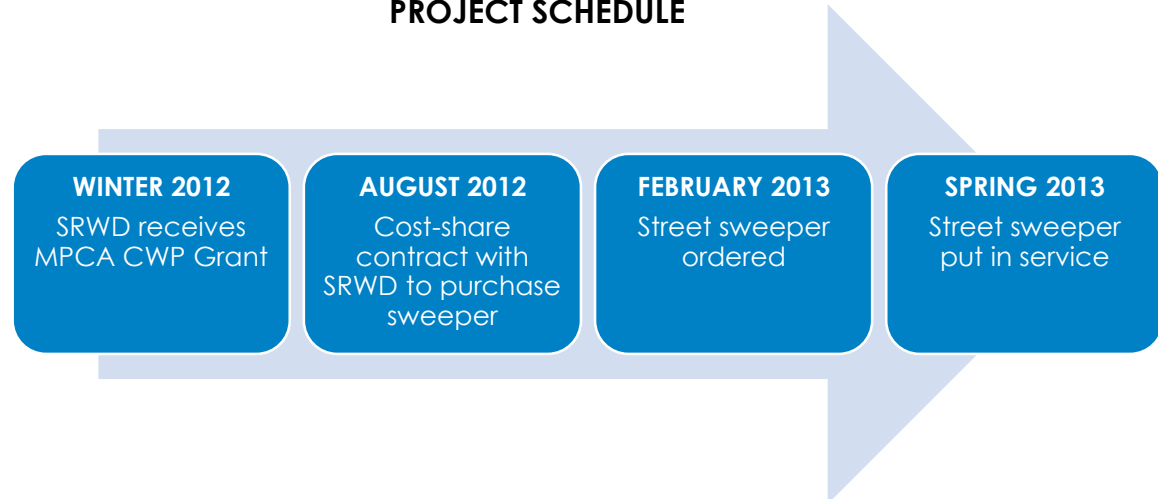 PROJECT SCHEDULE
WINTER 2012
SRWD receives
MPCA CWP Grant
AUGUST 2012
Cost-share
contract with
SRWD to purchase
sweeper
FEBRUARY 2013
Street sweeper
ordered
SPRING 2013
Street sweeper
put in service